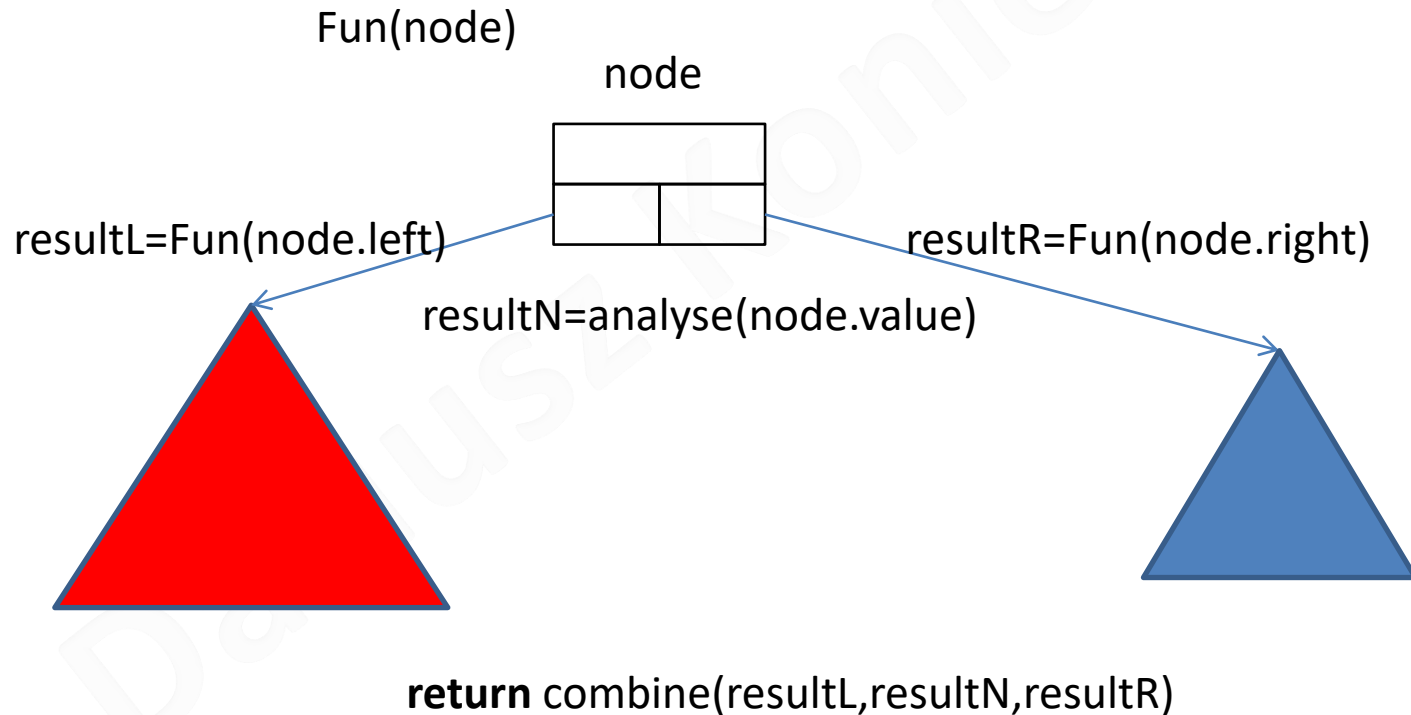 Fun(node)
node
resultL=Fun(node.left)
resultR=Fun(node.right)
resultN=analyse(node.value)
return combine(resultL,resultN,resultR)